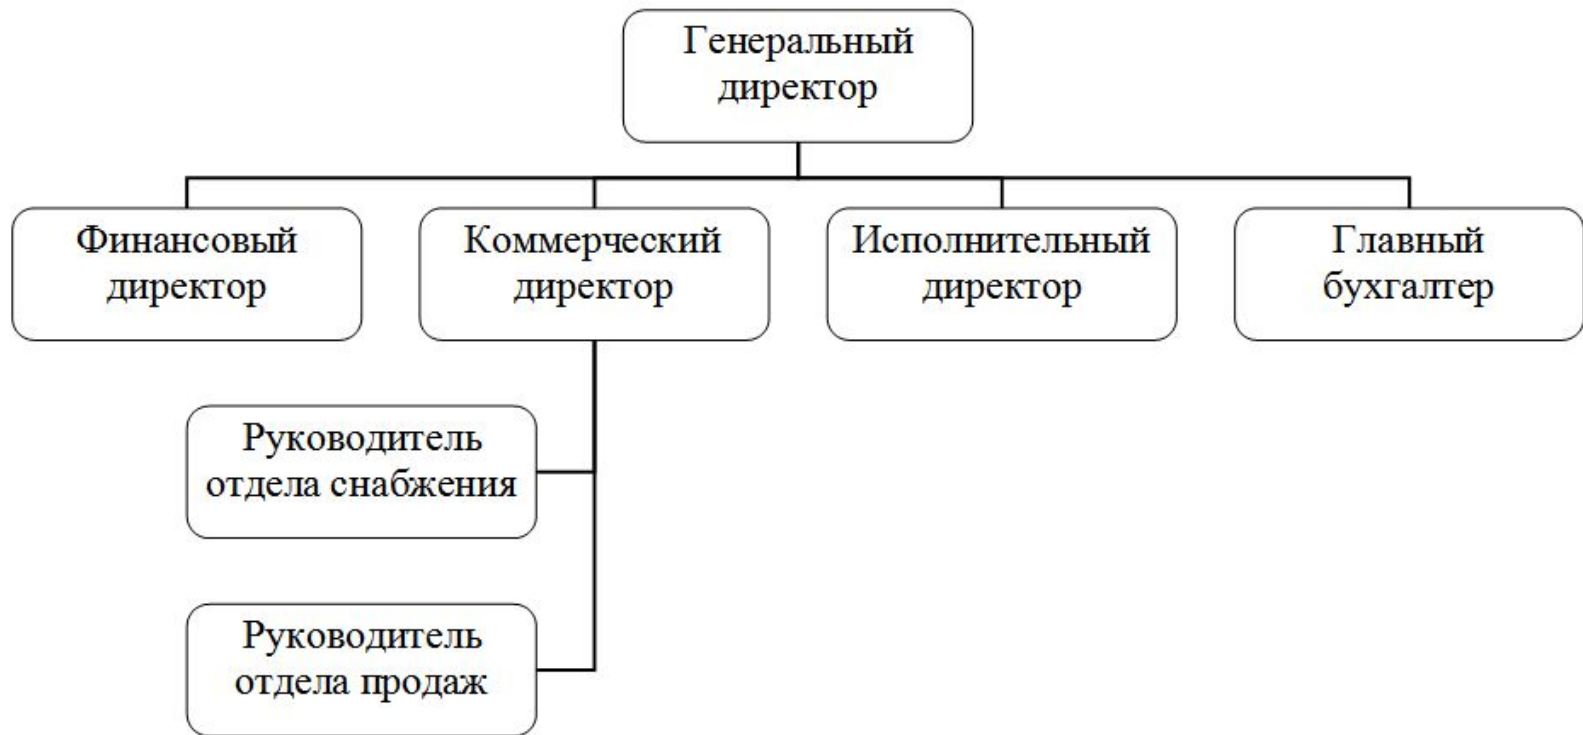 Генеральный
директор
Финансовый
директор
Коммерческий
директор
Исполнительный
директор
Главный
бухгалтер
Руководитель
отдела снабжения
Руководитель
отдела продаж